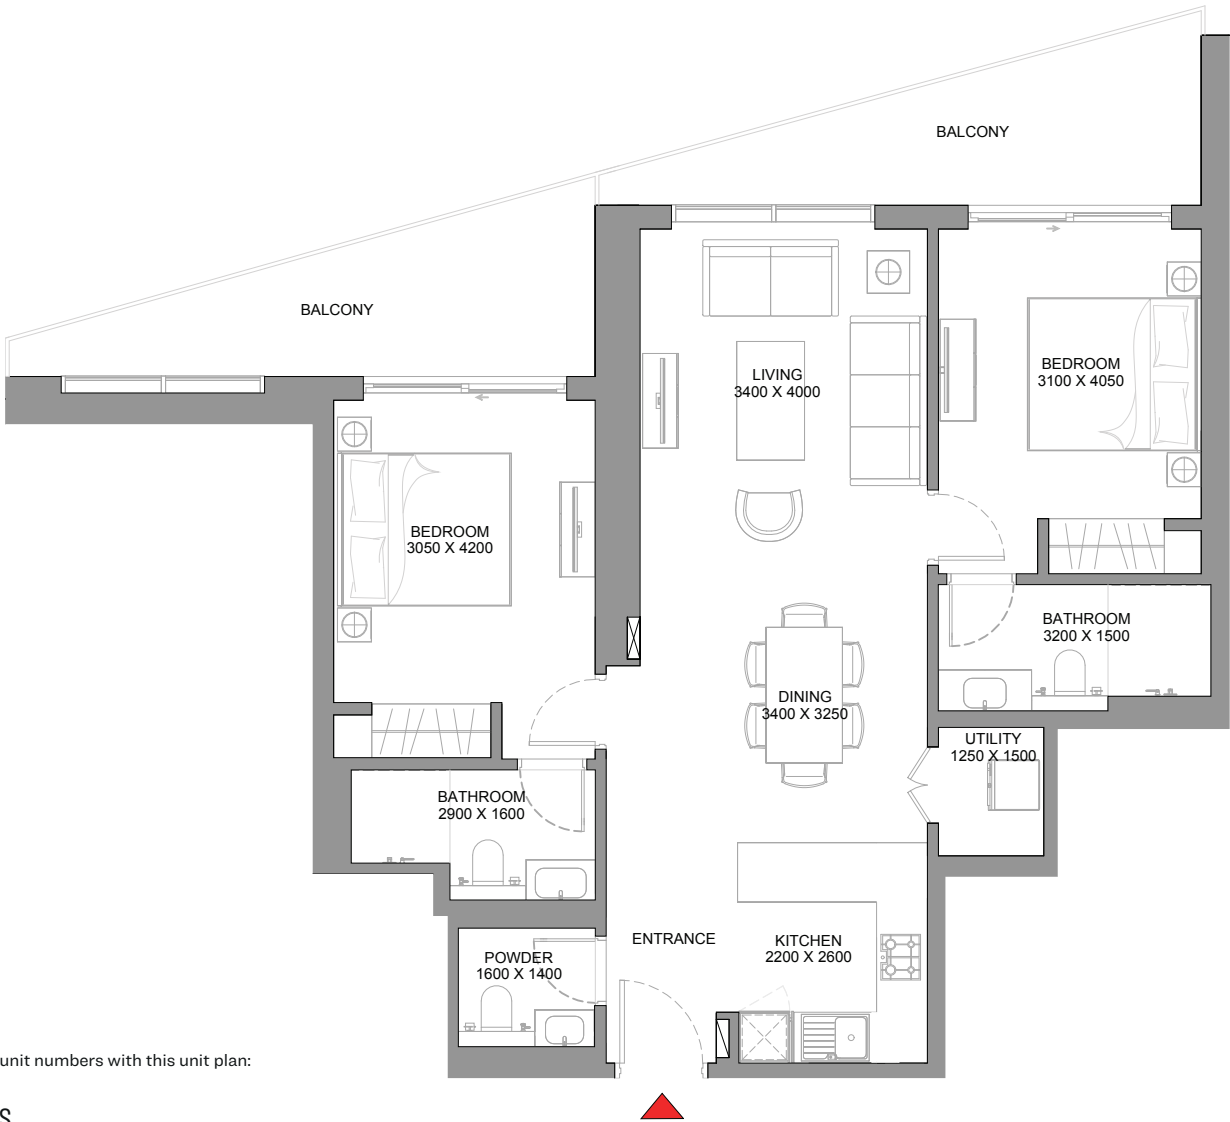 BALCONY
BALCONY
LIVING
3400 X 4000
BEDROOM
3100 X 4050
BEDROOM
3050 X 4200
BATHROOM
3200 X 1500
DINING
3400 X 3250
UTILITY
1250 X 1500
BATHROOM
2900 X 1600
ENTRANCE
KITCHEN
2200 X 2600
POWDER
1600 X 1400
unit numbers with this unit plan: